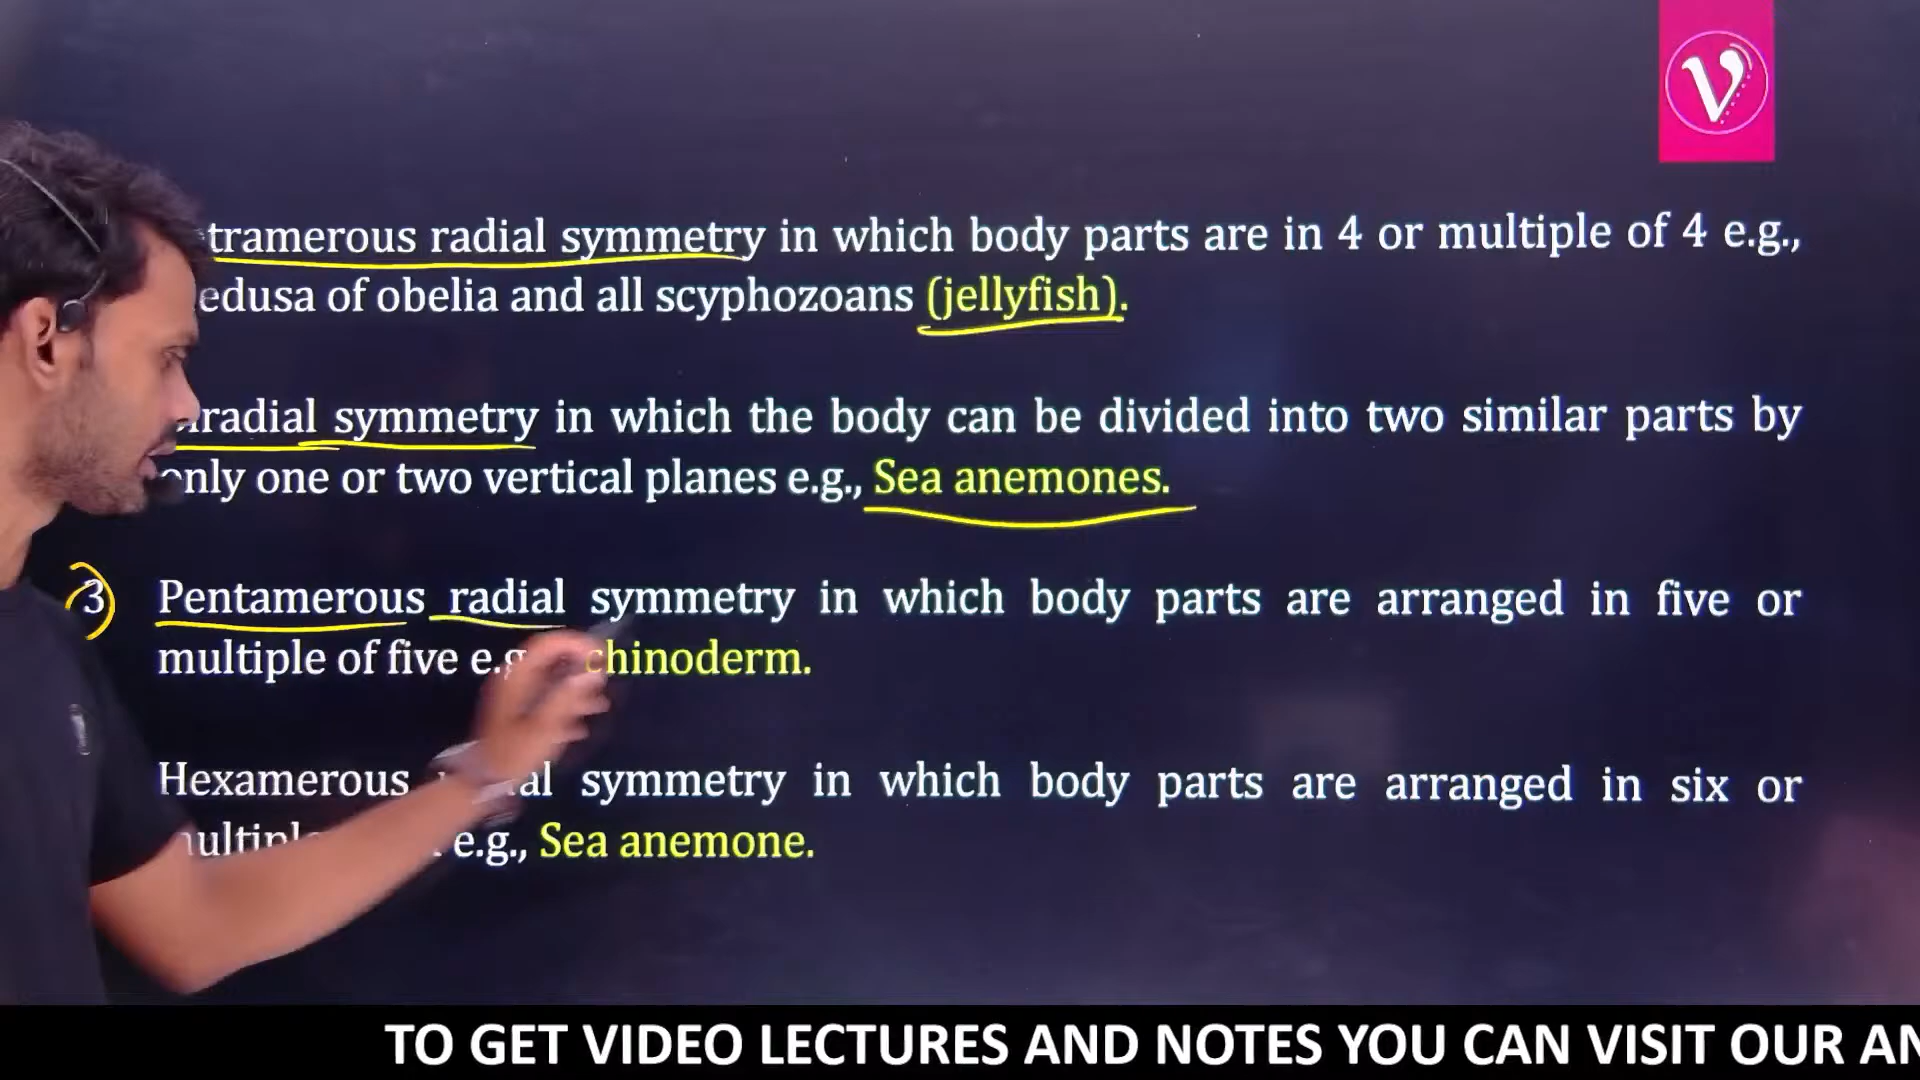 tramerous radial symmetry in which body parts are in 4 or multiple of 4 e.g.,
edusa of obelia and all scyphozoans (jellyfish).
radial symmetry in which the body can be divided into two similar parts by
only one or two vertical planes e.g., Sea anemones.
3 Pentamerous radial symmetry in which body parts are arranged in five or
multiple of five e.g. chinoderm.
Hexamerous symmetry in which body parts are arranged in six or
e.g., Sea anemone.
TO GET VIDEO LECTURES AND NOTES YOU CAN VISIT OUR AN
V